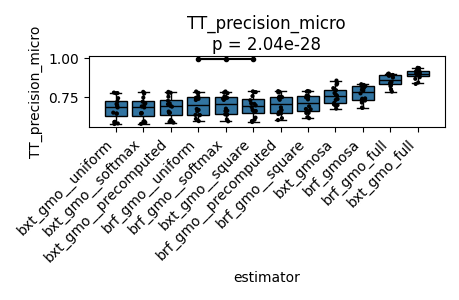 TT_precision_micro
p = 2.04e-28
TT_precision_micro
1.00
0.75
bxt_gmo__uniform
bxt_gmo__softmax
bxt_gmo__precomputed
brf_gmo__uniform
brf_gmo__softmax
bxt_gmo__square
brf_gmo__precomputed
brf_gmo__square
bxt_gmosa
brf_gmosa
brf_gmo_full
bxt_gmo_full
estimator